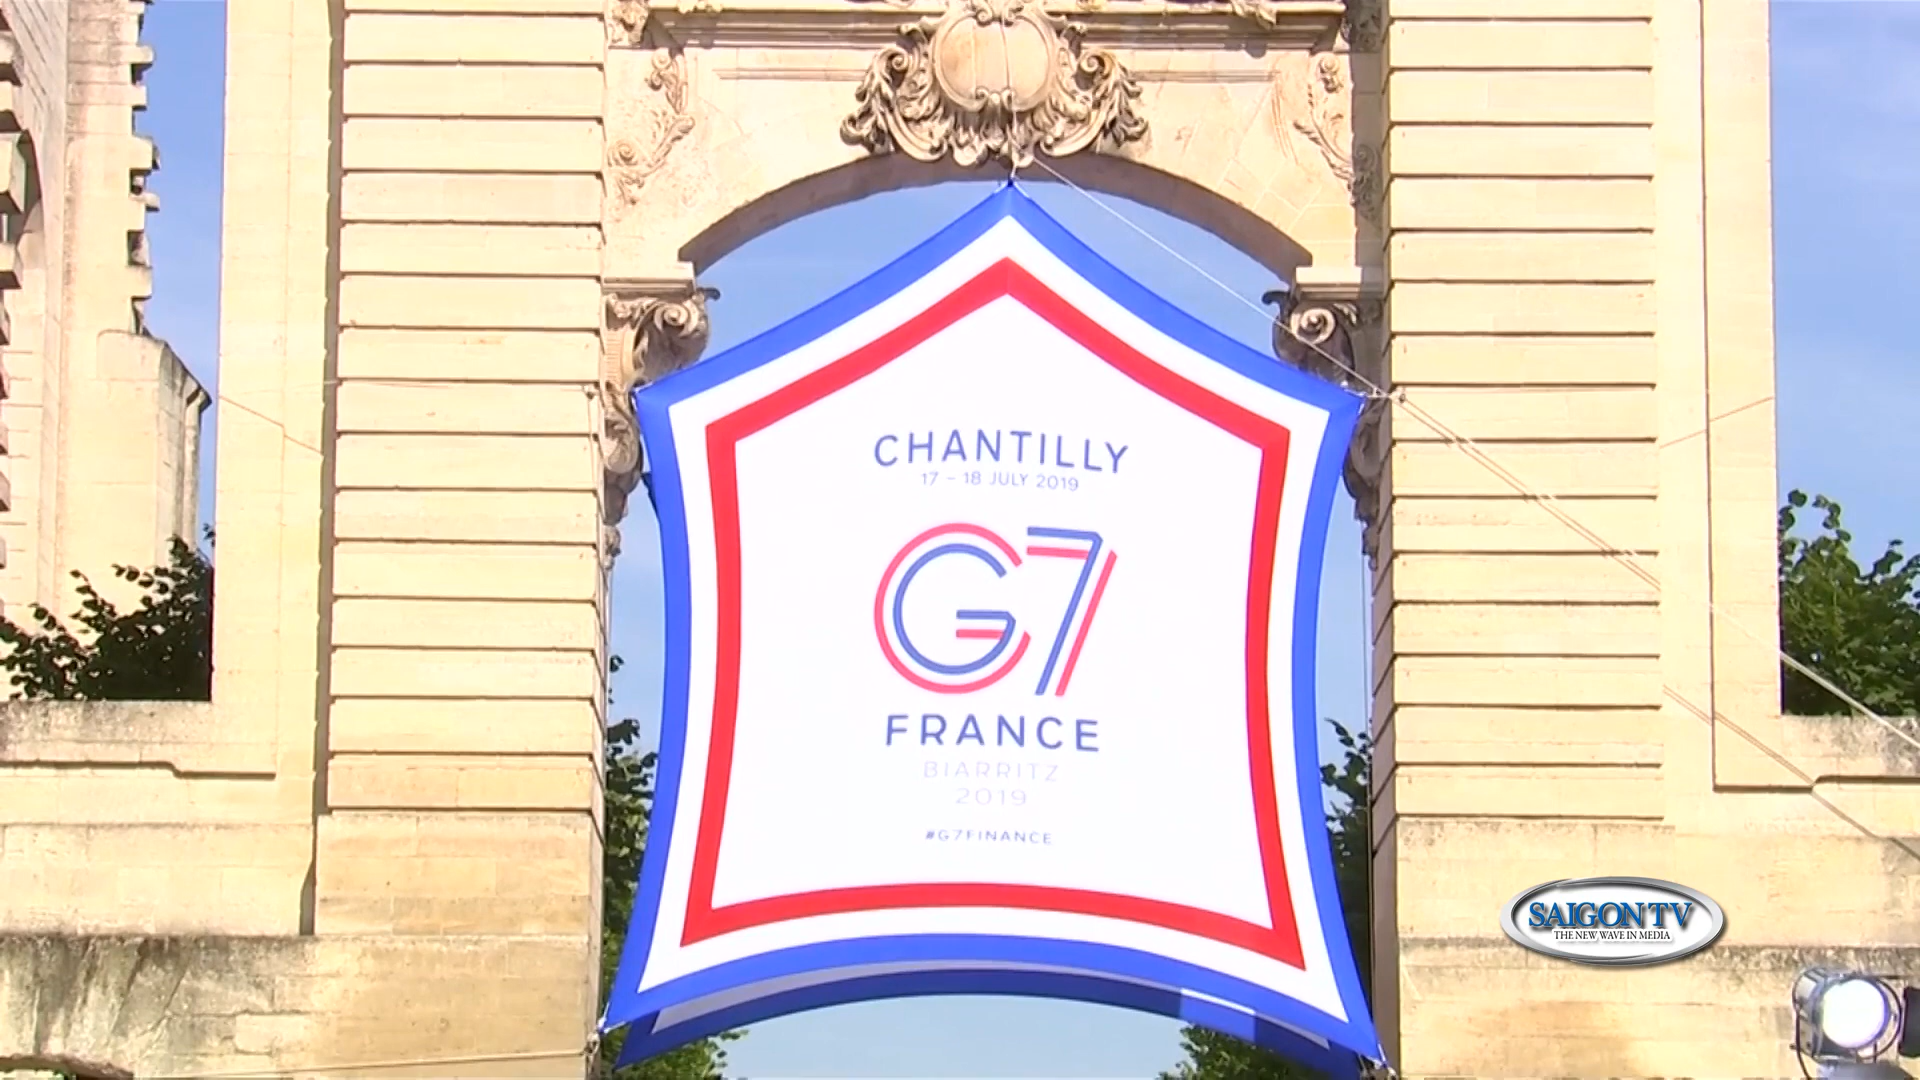 CHANTILLY
17 – 18 JULY 2019
G7
FRANCE
BIARRITZ
2019
#G7FINANCE
SAIGON TV
THE NEW WAVE IN MEDIA